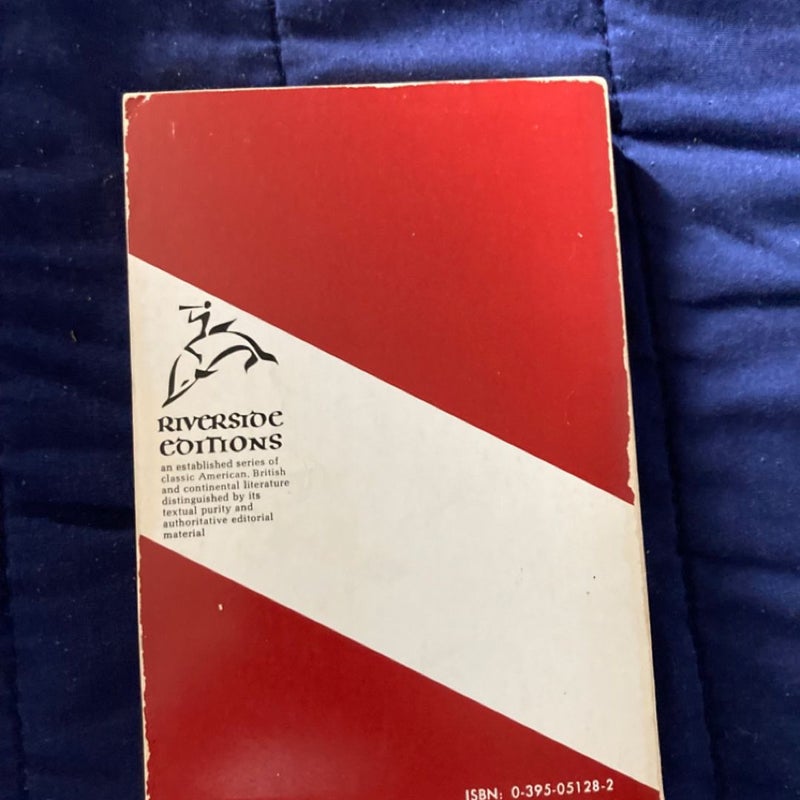 RIVERSIDE
EDITIONS
an established series of
classic American, British
and continental literature
distinguished by its
textual purity and
authoritative editorial
material
ISBN: 0-395-05128-2